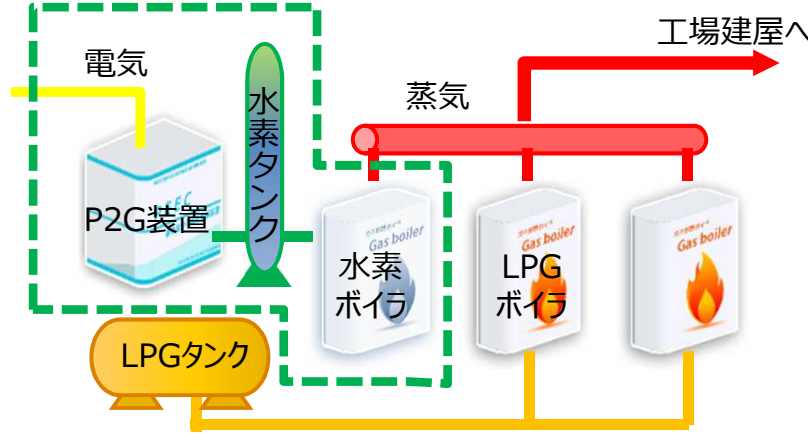 工場建屋へ
電気
蒸気
水素タンク
P2G装置
Gas boiler
Gas boiler
Gas boiler
水素
ボイラ
LPG
ボイラ
LPGタンク